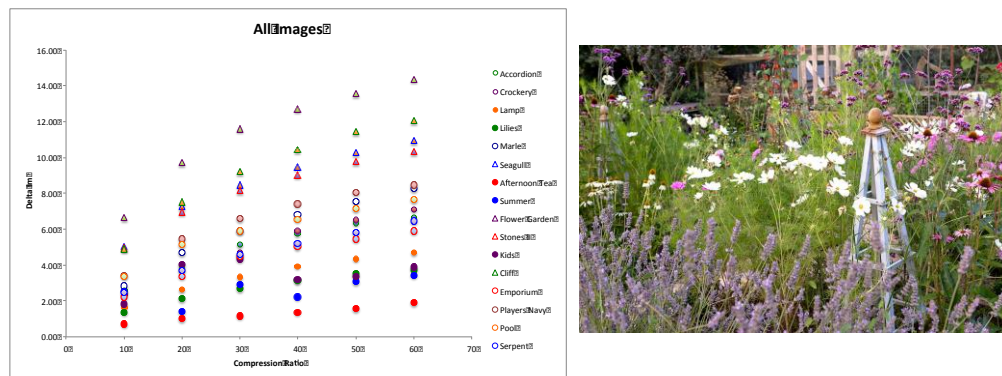 All Images
16.00
14.00
12.00
10.00
8.00
6.00
4.00
2.00
0.00
0 10 20 30 40 50 60 70
Delta Im
Compression Ratio
Accordion
Crockery
Lamp
Lilies
Marle
Seagull
Afternoon Tea
Summer
Flower Garden
Stones II
Kids
Cliff
Emporium
Players Navy
Pool
Serpent